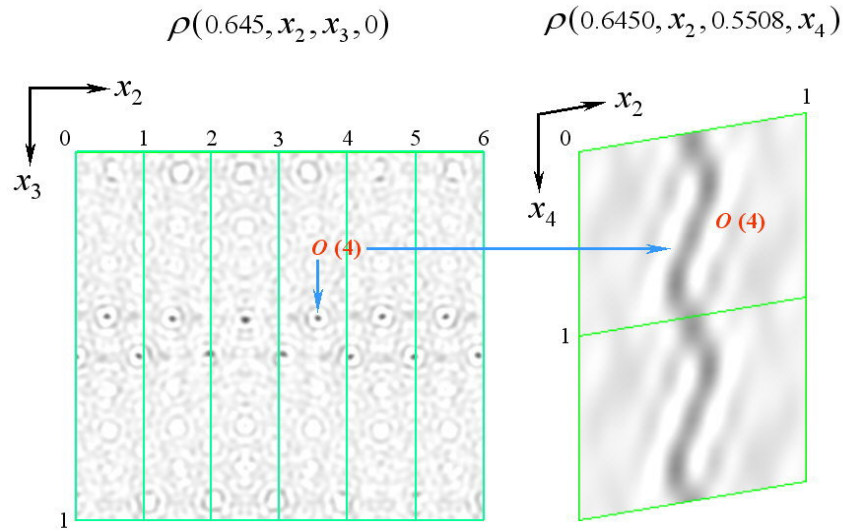 ρ(0.645, x₂, x₃, 0)
ρ(0.6450, x₂, 0.5508, x₄)
x₂
x₃
0 1 2 3 4 5 6
1
O (4)
x₂
x₄
0
1
1
O (4)